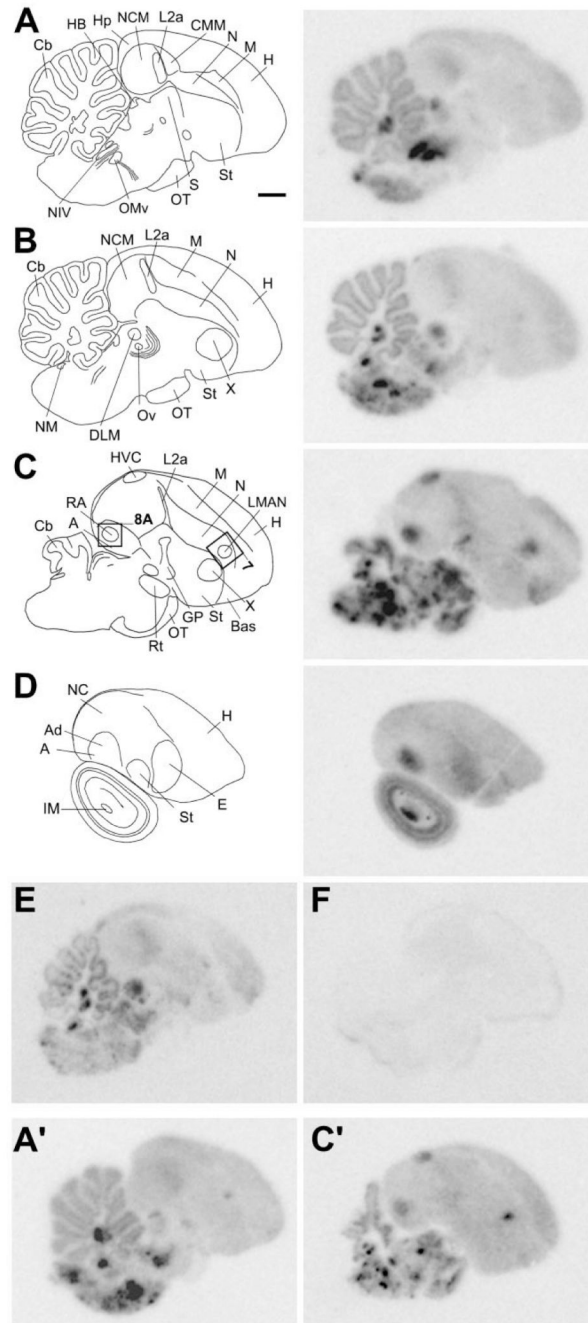 A
HB Hp NCM L2a CMM N M H
Cb
NIV OMv OT S St
B
Cb NCM L2a M N H
NM DLM Ov OT St X
C
HVC L2a M N LMAN H
RA 8A
A
Cb
7
Rt OT GP St Bas X
D
NC H
Ad
A
IM St E
E F
A' C'